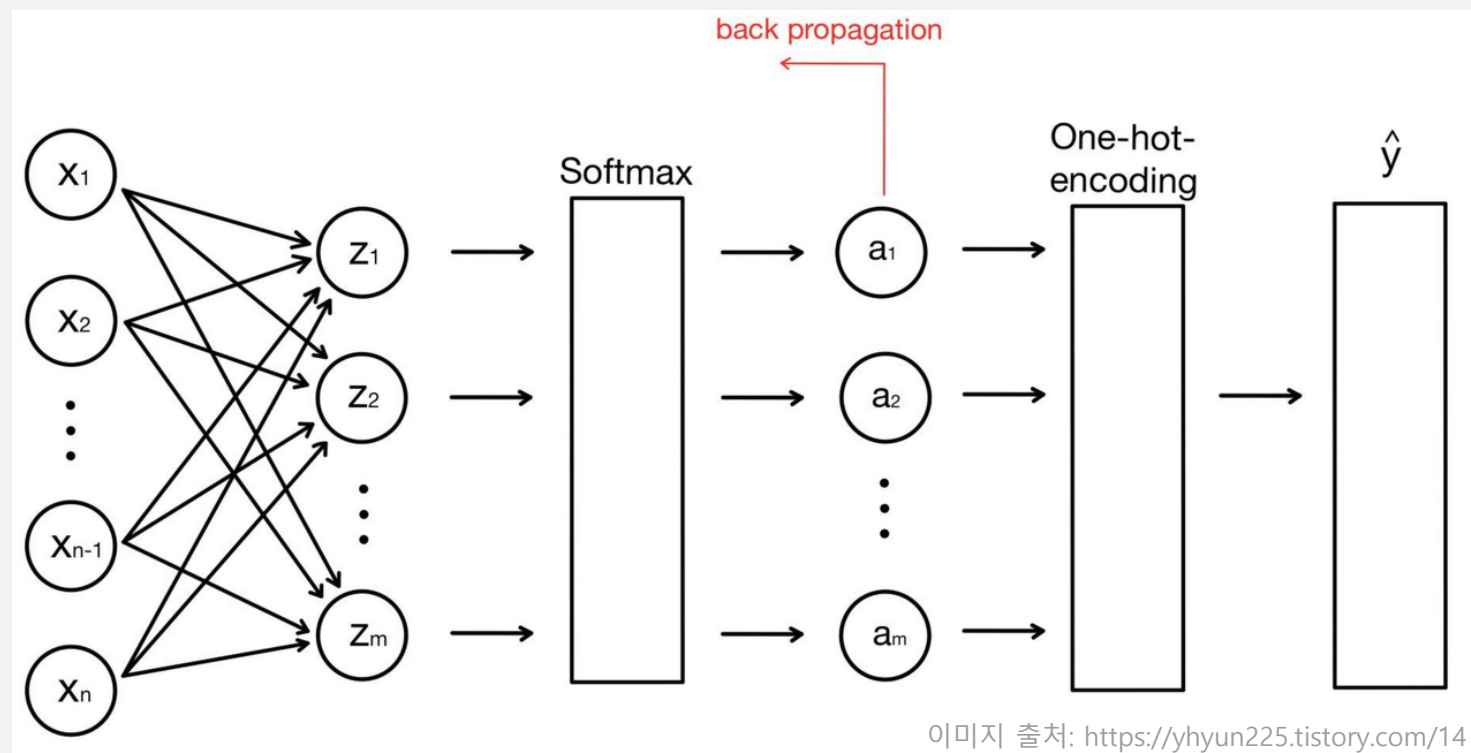 back propagation
One-hot-
encoding
ŷ
Softmax
x1
x2
xn-1
xn
z1
z2
zm
a1
a2
am
이미지 출처: https://yhyun225.tistory.com/14